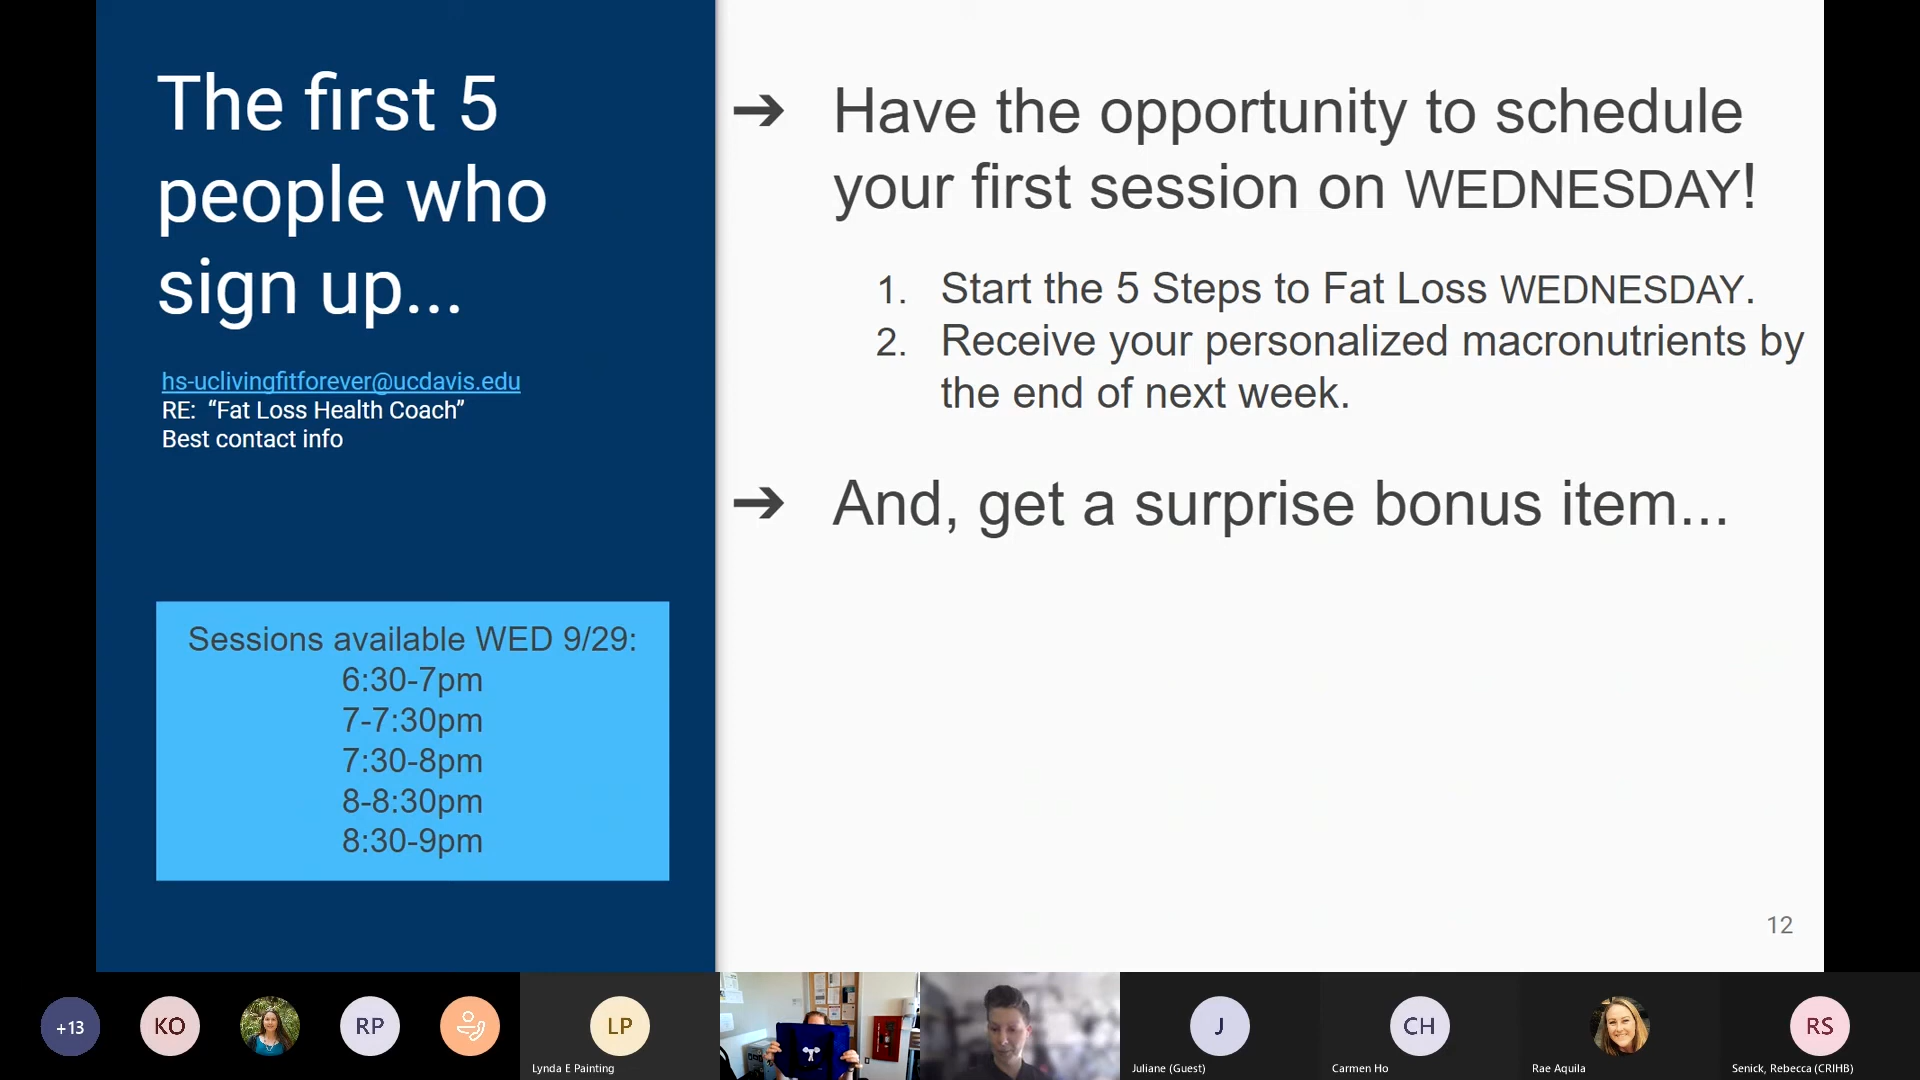 The first 5
people who
sign up...
hs-uclivingfitforever@ucdavis.edu
RE:  “Fat Loss Health Coach”
Best contact info
Sessions available WED 9/29:
6:30-7pm
7-7:30pm
7:30-8pm
8-8:30pm
8:30-9pm
➔ Have the opportunity to schedule
your first session on WEDNESDAY!
1. Start the 5 Steps to Fat Loss WEDNESDAY.
2. Receive your personalized macronutrients by
the end of next week.
➔ And, get a surprise bonus item...
12
+13
KO
RP
LP
Lynda E Painting
J
Juliane (Guest)
CH
Carmen Ho
Rae Aquila
RS
Senick, Rebecca (CRIHB)